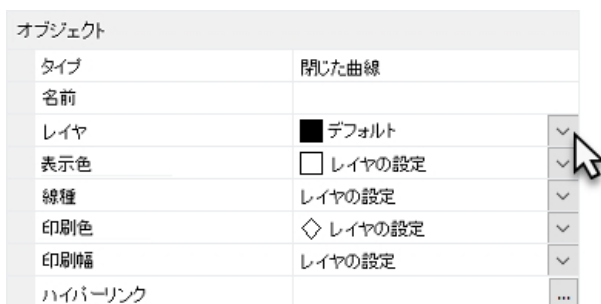 オブジェクト
タイプ 閉じた曲線
名前
レイヤ デフォルト
表示色 レイヤの設定
線種 レイヤの設定
印刷色 レイヤの設定
印刷幅 レイヤの設定
ハイパーリンク ...